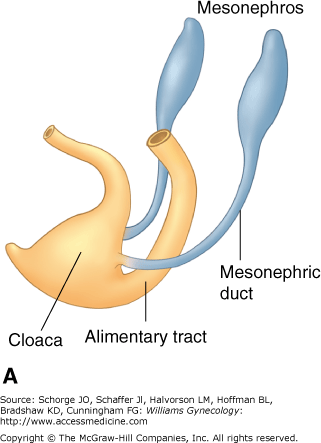 Mesonephros
Mesonephric
duct
Cloaca
Alimentary tract
A
Source: Schorge JO, Schaffer JI, Halvorson LM, Hoffman BL,
Bradshaw KD, Cunningham FG: Williams Gynecology:
http://www.accessmedicine.com
Copyright © The McGraw-Hill Companies, Inc. All rights reserved.